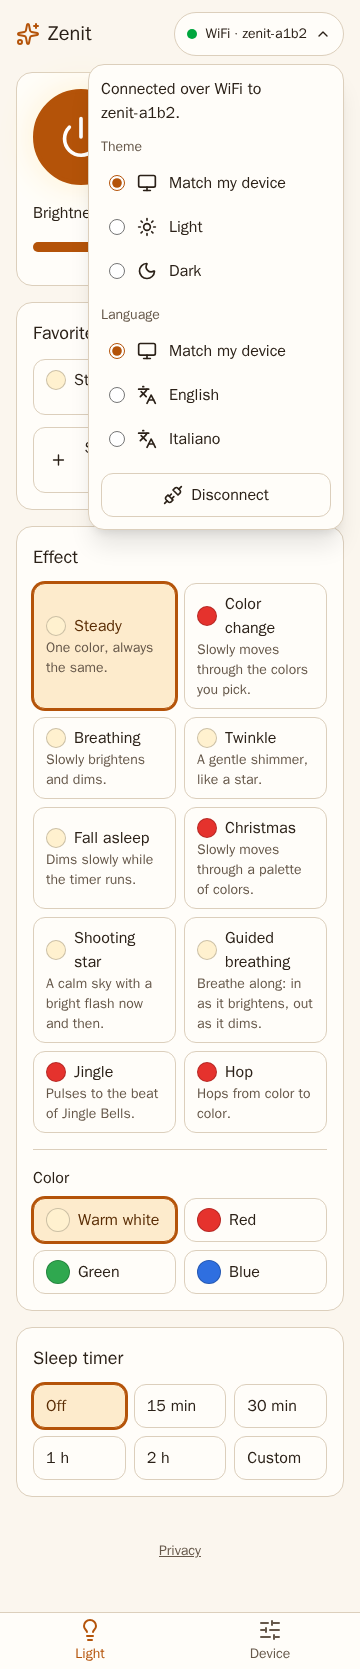 Zenit
WiFi · zenit-a1b2
Connected over WiFi to
zenit-a1b2.
Theme
Match my device
Light
Dark
Language
Match my device
English
Italiano
Disconnect
Effect
Steady
One color, always
the same.
Color
change
Slowly moves
through the colors
you pick.
Breathing
Slowly brightens
and dims.
Twinkle
A gentle shimmer,
like a star.
Fall asleep
Dims slowly while
the timer runs.
Christmas
Slowly moves
through a palette
of colors.
Shooting
star
A calm sky with a
bright flash now
and then.
Guided
breathing
Breathe along: in
as it brightens, out
as it dims.
Jingle
Pulses to the beat
of Jingle Bells.
Hop
Hops from color to
color.
Color
Warm white
Red
Green
Blue
Sleep timer
Off
15 min
30 min
1 h
2 h
Custom
Privacy
Light
Device